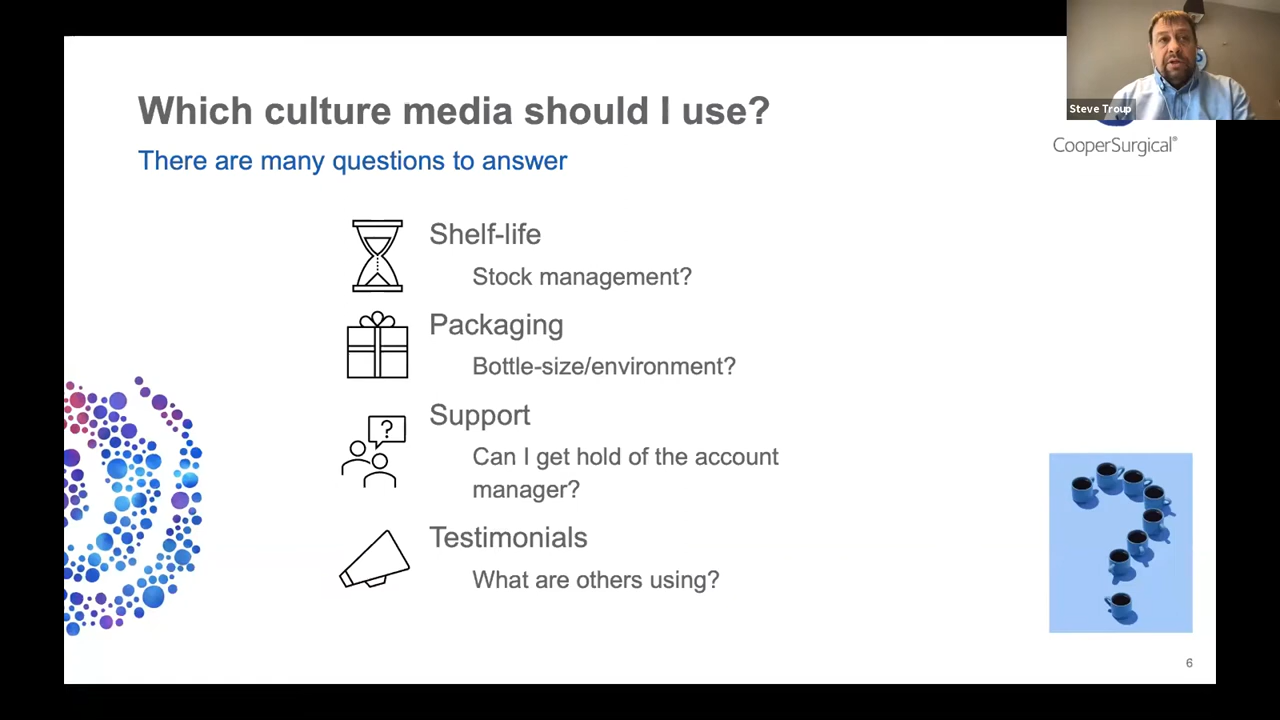 Which culture media should I use?
There are many questions to answer
Steve Troup
CooperSurgical®
Shelf-life
Stock management?
Packaging
Bottle-size/environment?
?
Support
Can I get hold of the account
manager?
Testimonials
What are others using?
6